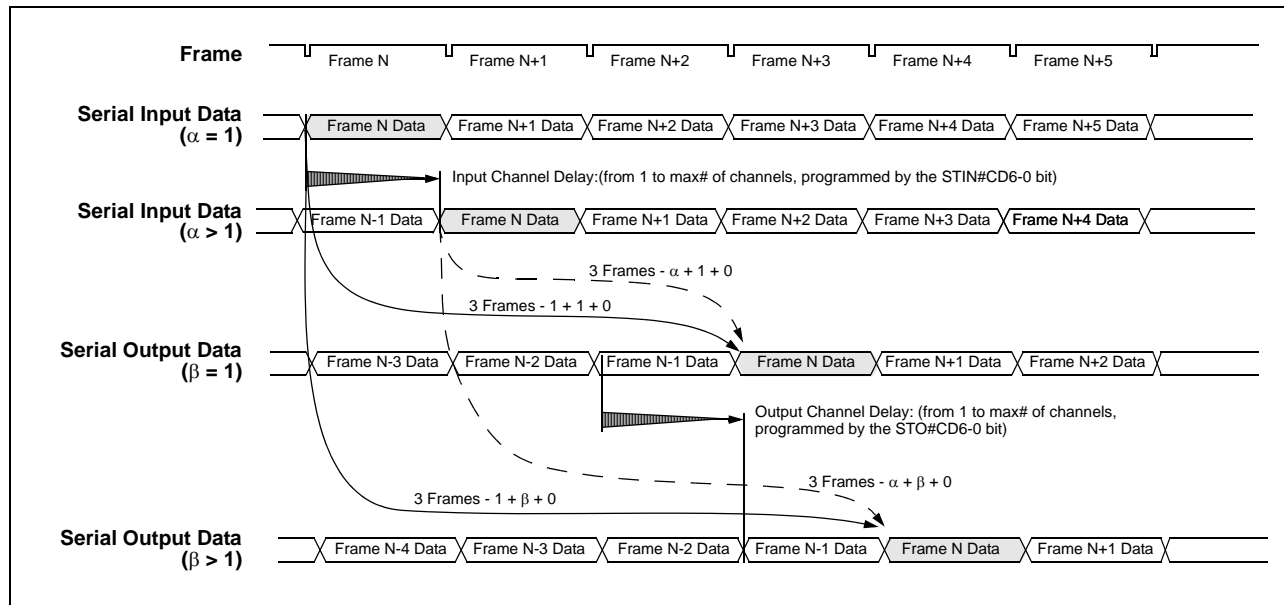 Frame
Frame N Frame N+1 Frame N+2 Frame N+3 Frame N+4 Frame N+5
Serial Input Data
(α = 1)
Frame N Data Frame N+1 Data Frame N+2 Data Frame N+3 Data Frame N+4 Data Frame N+5 Data
Input Channel Delay:(from 1 to max# of channels, programmed by the STIN#CD6-0 bit)
Serial Input Data
(α > 1)
Frame N-1 Data Frame N Data Frame N+1 Data Frame N+2 Data Frame N+3 Data Frame N+4 Data
3 Frames - α + 1 + 0
3 Frames - 1 + 1 + 0
Serial Output Data
(β = 1)
Frame N-3 Data Frame N-2 Data Frame N-1 Data Frame N Data Frame N+1 Data Frame N+2 Data
Output Channel Delay: (from 1 to max# of channels,
programmed by the STO#CD6-0 bit)
3 Frames - α + β + 0
3 Frames - 1 + β + 0
Serial Output Data
(β > 1)
Frame N-4 Data Frame N-3 Data Frame N-2 Data Frame N-1 Data Frame N Data Frame N+1 Data